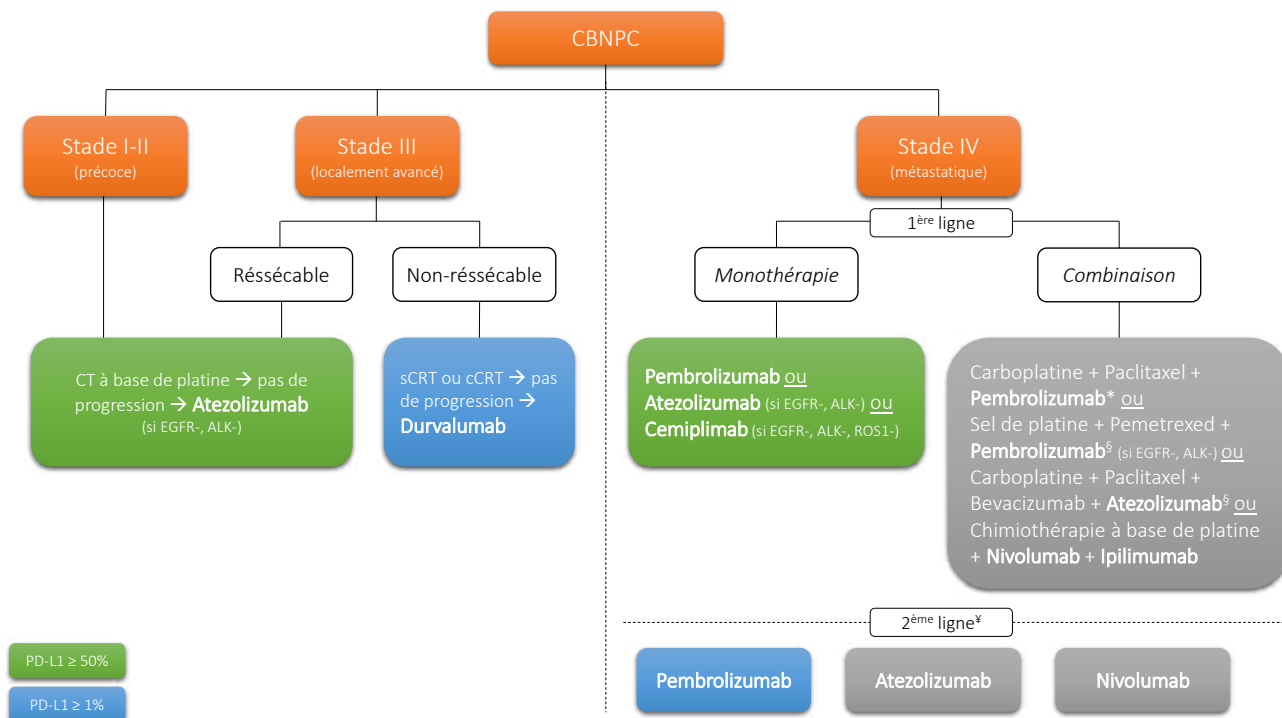 CBNPC
Stade I-II
(précoce)
Stade III
(localement avancé)
Stade IV
(métastatique)
1ère ligne
Réssécable
Non-réssécable
Monothérapie
Combinaison
CT à base de platine → pas de
progression → Atezolizumab
(si EGFR-, ALK-)
sCRT ou cCRT → pas
de progression →
Durvalumab
Pembrolizumab ou
Atezolizumab (si EGFR-, ALK-) ou
Cemiplimab (si EGFR-, ALK-, ROS1-)
Carboplatine + Paclitaxel +
Pembrolizumab* ou
Sel de platine + Pemetrexed +
Pembrolizumab§ (si EGFR-, ALK-) ou
Carboplatine + Paclitaxel +
Bevacizumab + Atezolizumab§ ou
Chimiothérapie à base de platine
+ Nivolumab + Ipilimumab
2ème ligne¥
Pembrolizumab
Atezolizumab
Nivolumab
PD-L1 ≥ 50%
PD-L1 ≥ 1%